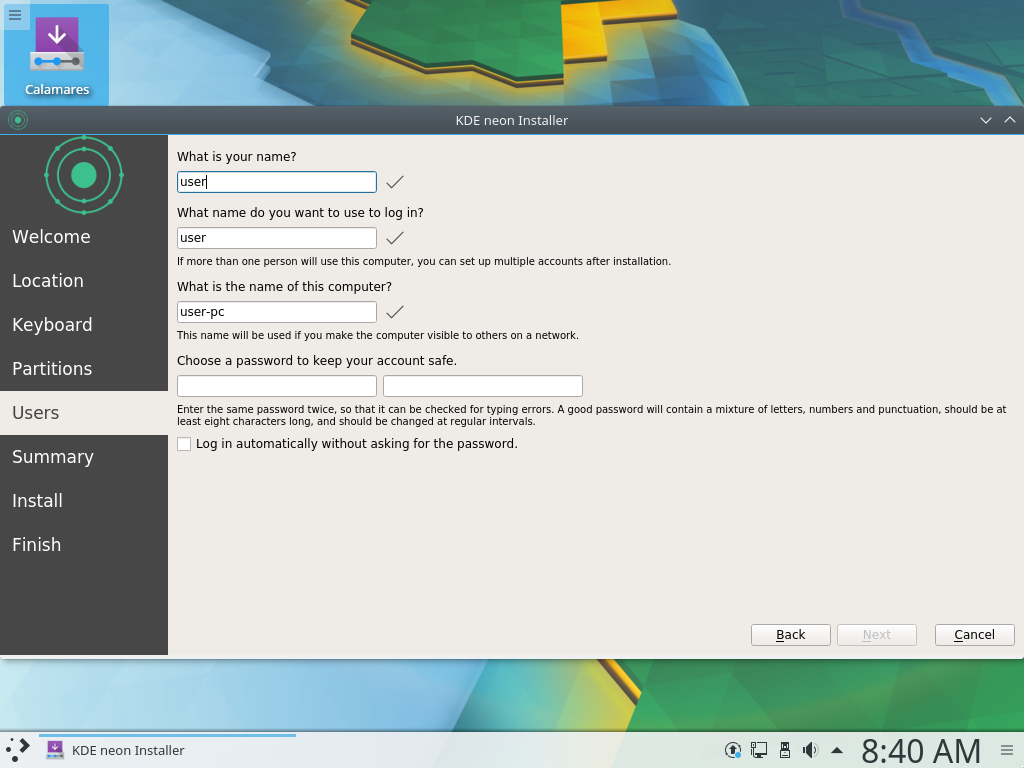 Calamares
KDE neon Installer
Welcome
Location
Keyboard
Partitions
Users
Summary
Install
Finish
What is your name?
user
What name do you want to use to log in?
user
If more than one person will use this computer, you can set up multiple accounts after installation.
What is the name of this computer?
user-pc
This name will be used if you make the computer visible to others on a network.
Choose a password to keep your account safe.
Enter the same password twice, so that it can be checked for typing errors. A good password will contain a mixture of letters, numbers and punctuation, should be at
least eight characters long, and should be changed at regular intervals.
Log in automatically without asking for the password.
Back Next Cancel
KDE neon Installer
8:40 AM